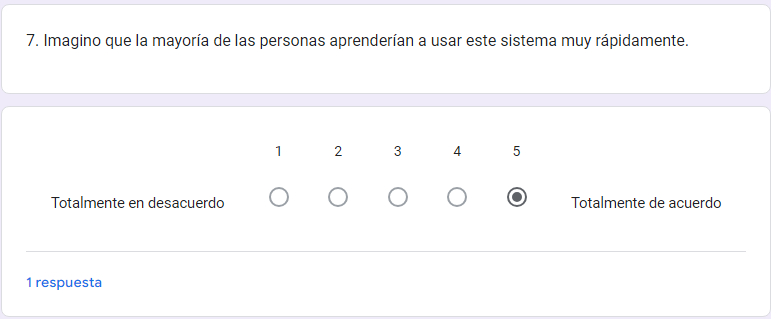 7. Imagino que la mayoría de las personas aprenderían a usar este sistema muy rápidamente.
1 2 3 4 5
Totalmente en desacuerdo Totalmente de acuerdo
1 respuesta